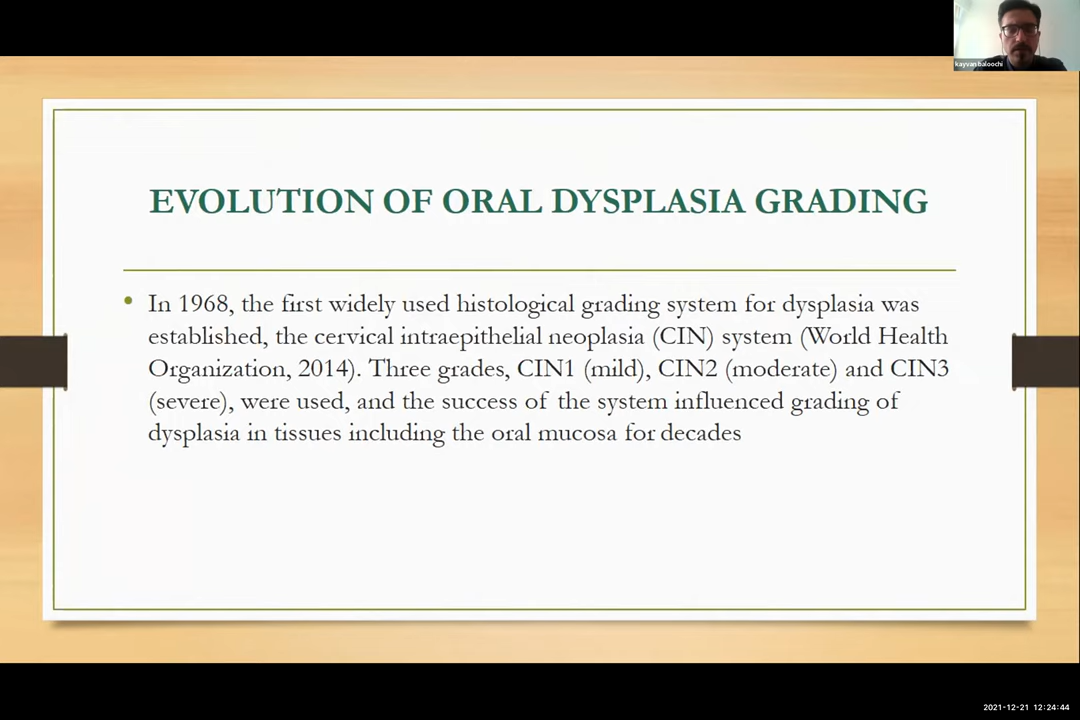 kayvan baloochi
EVOLUTION OF ORAL DYSPLASIA GRADING
• In 1968, the first widely used histological grading system for dysplasia was
established, the cervical intraepithelial neoplasia (CIN) system (World Health
Organization, 2014). Three grades, CIN1 (mild), CIN2 (moderate) and CIN3
(severe), were used, and the success of the system influenced grading of
dysplasia in tissues including the oral mucosa for decades
2021-12-21 12:24:44